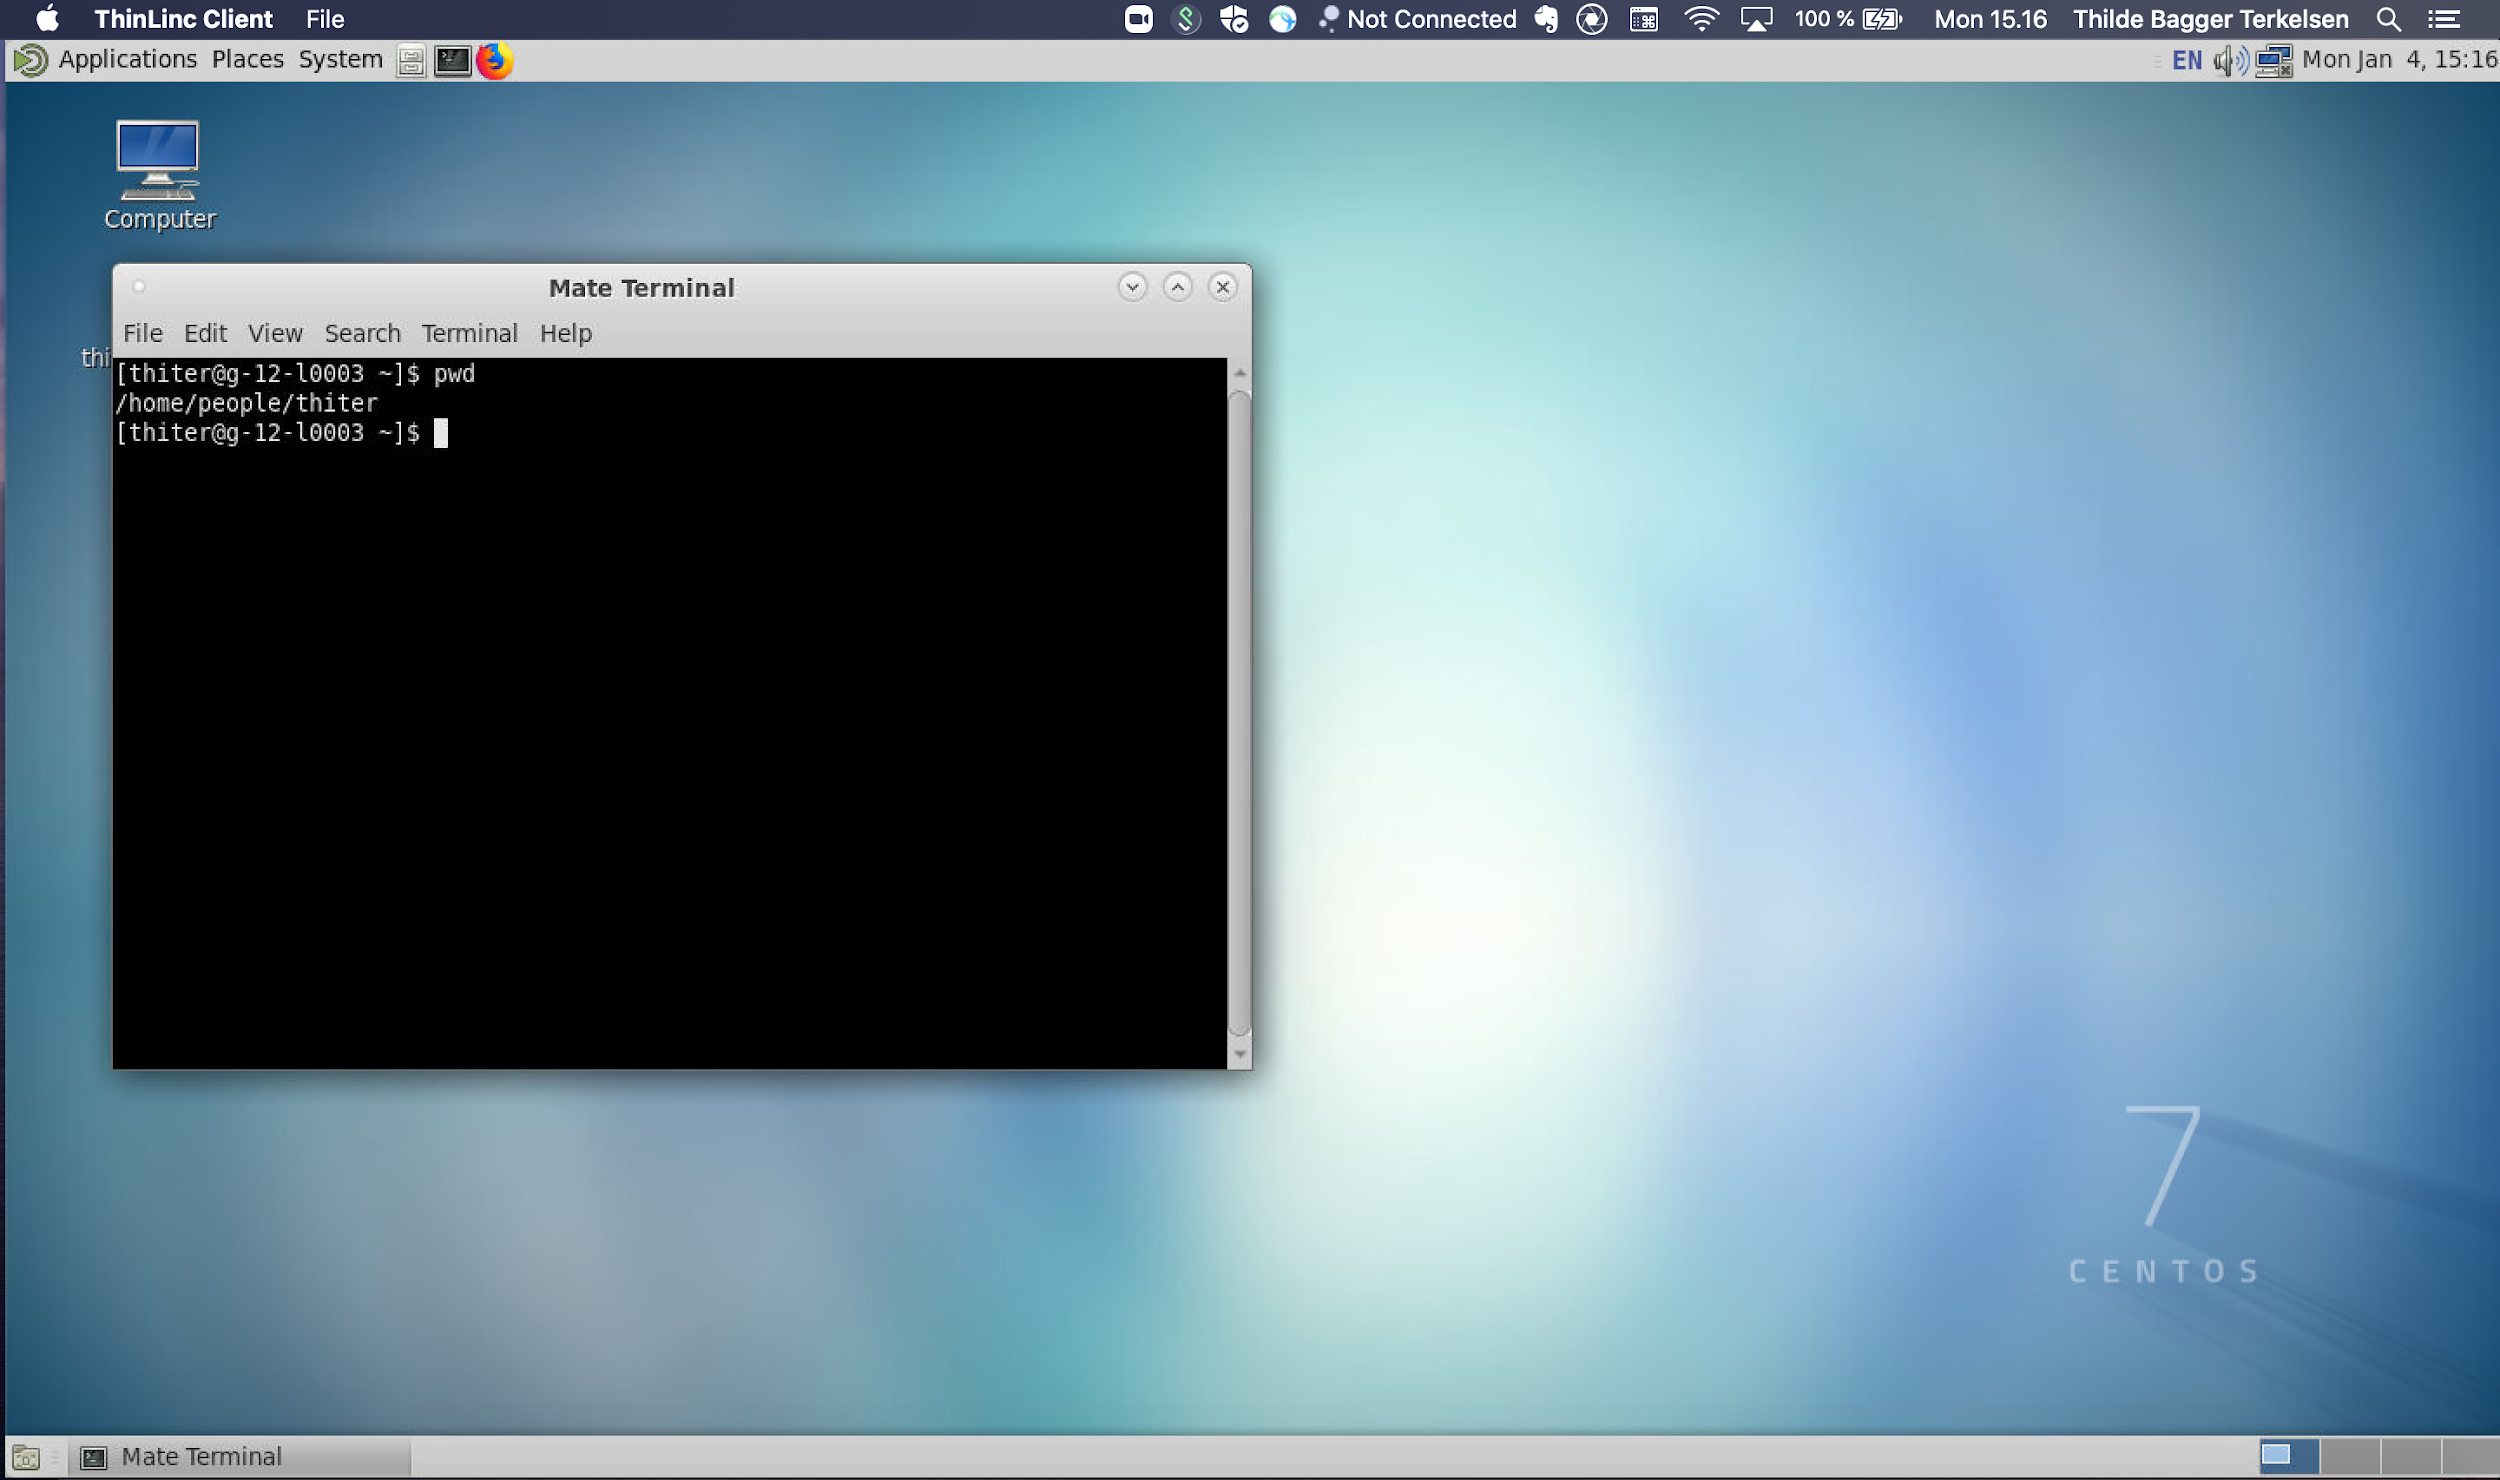 ThinLinc Client File Not Connected 100 % Mon 15.16 Thilde Bagger Terkelsen
Applications Places System EN Mon Jan 4, 15:16
Computer
Mate Terminal
File Edit View Search Terminal Help
thi
[thiter@g-12-l0003 ~]$ pwd
/home/people/thiter
[thiter@g-12-l0003 ~]$
7
CENTOS
Mate Terminal